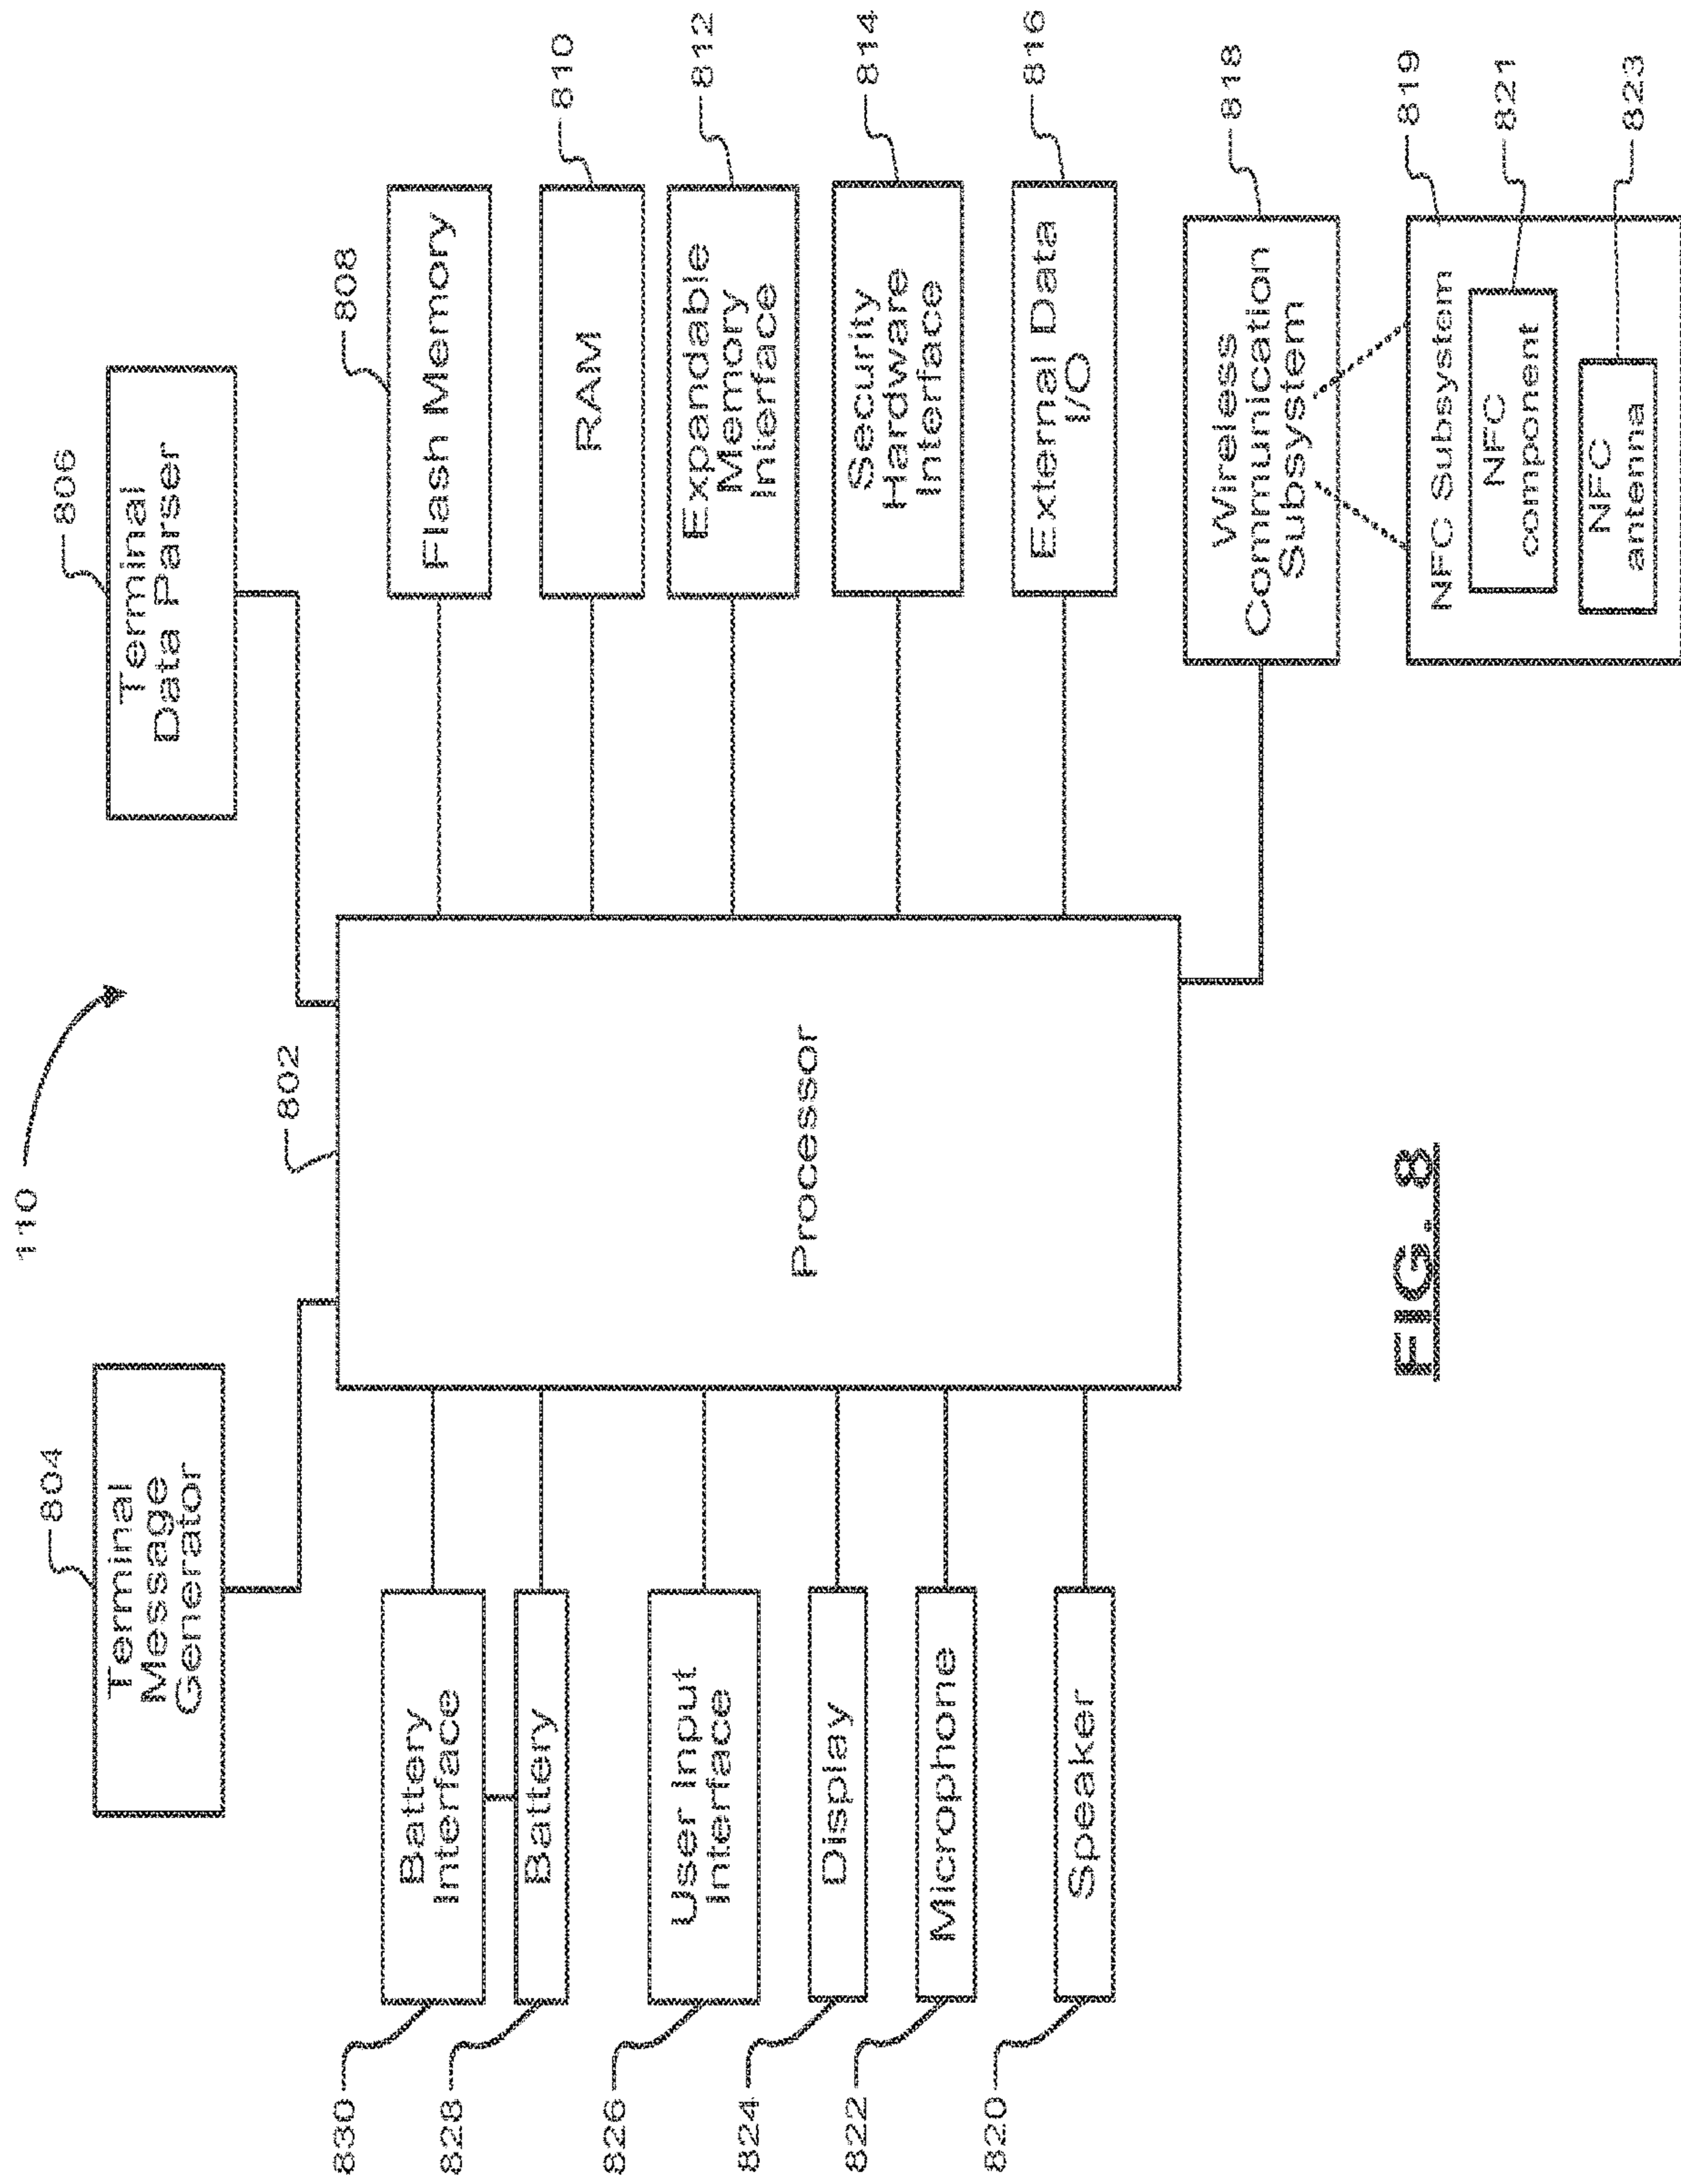 110
804
Terminal
Message
Generator
806
Terminal
Data Parser
802
Processor
830
Battery
Interface
828
Battery
826
User Input
Interface
824
Display
822
Microphone
820
Speaker
808
Flash Memory
810
RAM
812
Expandable
Memory
Interface
814
Security
Hardware
Interface
816
External Data
I/O
818
Wireless
Communication
Subsystem
819
NFC Subsystem
821
NFC
component
823
NFC
antenna
FIG. 8